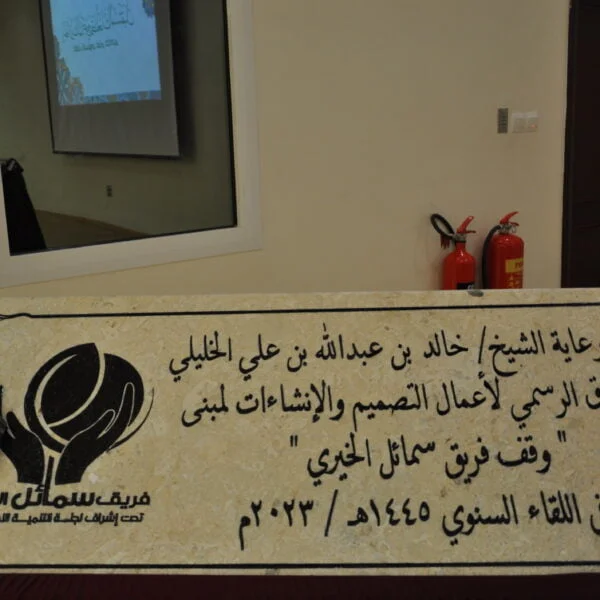 رعاية الشيخ/ خالد بن عبدالله بن علي الخليلي
الرسمي لأعمال التصميم والإنشاءات لمبنى
" وقف فريق سمائل الخيري "
اللقاء السنوي ١٤٤٥هـ / ٢٠٢٣م
فريق سمائل
تحت إشراف لجنة التنمية